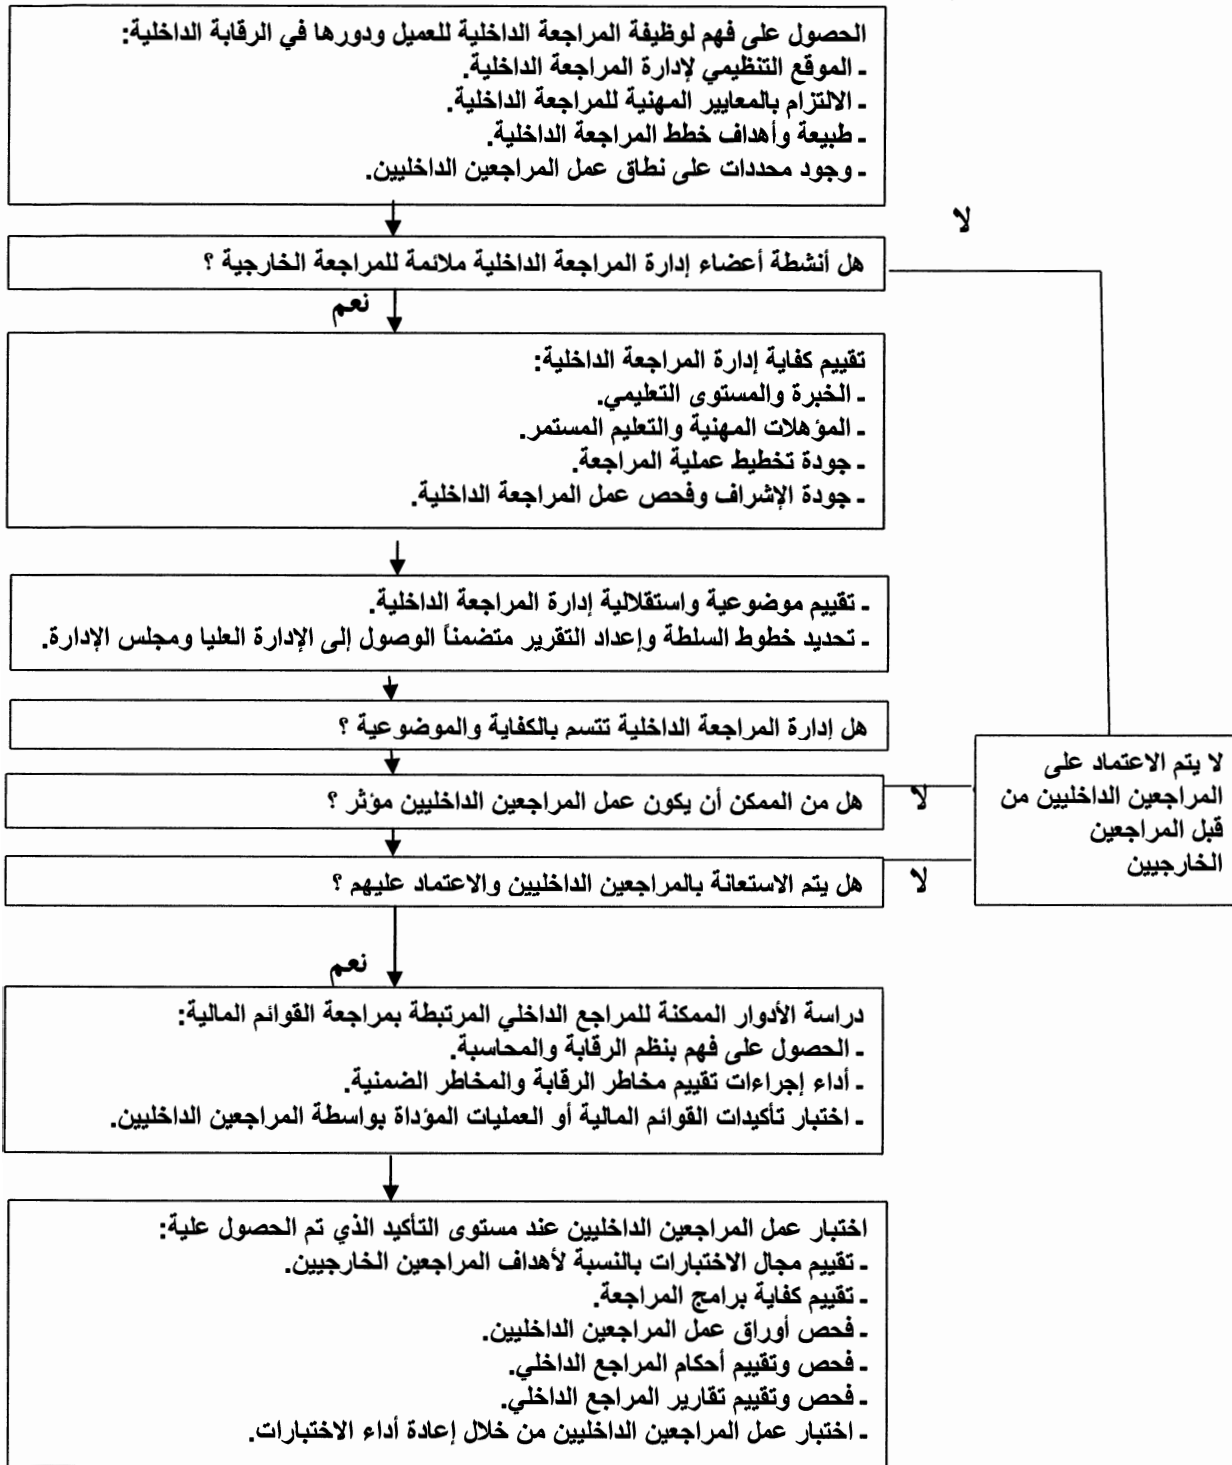 الحصول على فهم لوظيفة المراجعة الداخلية للعميل ودورها في الرقابة الداخلية:
ـ الموقع التنظيمي لإدارة المراجعة الداخلية.
ـ الالتزام بالمعايير المهنية للمراجعة الداخلية.
ـ طبيعة وأهداف خطط المراجعة الداخلية.
ـ وجود محددات على نطاق عمل المراجعين الداخليين.
لا
هل أنشطة أعضاء إدارة المراجعة الداخلية ملائمة للمراجعة الخارجية ؟
نعم
تقييم كفاية إدارة المراجعة الداخلية:
ـ الخبرة والمستوى التعليمي.
ـ المؤهلات المهنية والتعليم المستمر.
ـ جودة تخطيط عملية المراجعة.
ـ جودة الإشراف وفحص عمل المراجعة الداخلية.
ـ تقييم موضوعية واستقلالية إدارة المراجعة الداخلية.
ـ تحديد خطوط السلطة وإعداد التقرير متضمناً الوصول إلى الإدارة العليا ومجلس الإدارة.
هل إدارة المراجعة الداخلية تتسم بالكفاية والموضوعية ؟
هل من الممكن أن يكون عمل المراجعين الداخليين مؤثر ؟
لا
هل يتم الاستعانة بالمراجعين الداخليين والاعتماد عليهم ؟
لا
لا يتم الاعتماد على
المراجعين الداخليين من
قبل المراجعين
الخارجيين
نعم
دراسة الأدوار الممكنة للمراجع الداخلي المرتبطة بمراجعة القوائم المالية:
ـ الحصول على فهم بنظم الرقابة والمحاسبة.
ـ أداء إجراءات تقييم مخاطر الرقابة والمخاطر الضمنية.
ـ اختبار تأكيدات القوائم المالية أو العمليات المؤداة بواسطة المراجعين الداخليين.
اختبار عمل المراجعين الداخليين عند مستوى التأكيد الذي تم الحصول علية:
ـ تقييم مجال الاختبارات بالنسبة لأهداف المراجعين الخارجيين.
ـ تقييم كفاية برامج المراجعة.
ـ فحص أوراق عمل المراجعين الداخليين.
ـ فحص وتقييم أحكام المراجع الداخلي.
ـ فحص وتقييم تقارير المراجع الداخلي.
ـ اختبار عمل المراجعين الداخليين من خلال إعادة أداء الاختبارات.